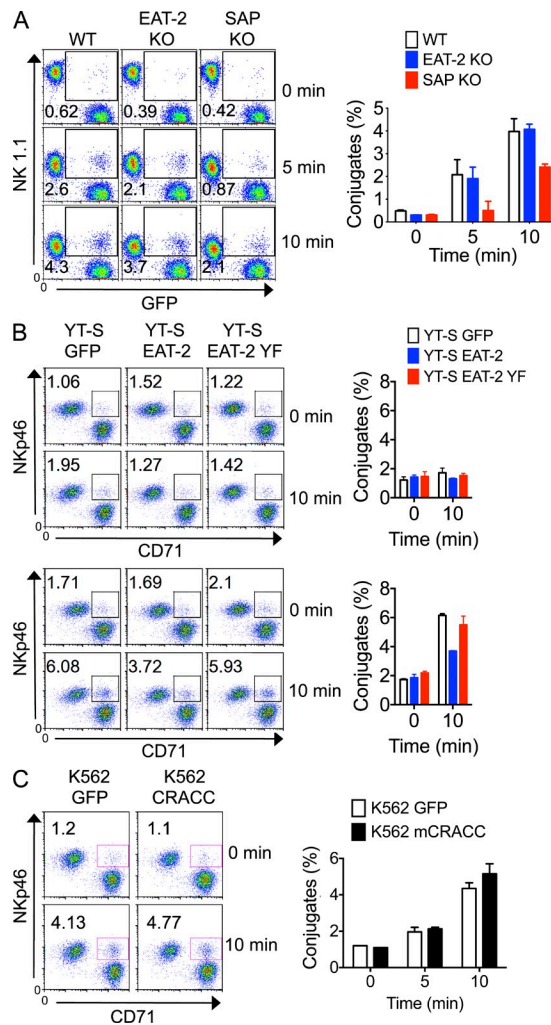 A
WT
EAT-2
KO
SAP
KO
0.62
0.39
0.42
0 min
2.6
2.1
0.87
5 min
4.3
3.7
2.1
10 min
NK 1.1
0
GFP
WT
EAT-2 KO
SAP KO
Conjugates (%)
5
4
3
2
1
0
0
5
10
Time (min)
B
YT-S
GFP
YT-S
EAT-2
YT-S
EAT-2 YF
1.06
1.52
1.22
0 min
1.95
1.27
1.42
10 min
NKp46
0
0
CD71
YT-S GFP
YT-S EAT-2
YT-S EAT-2 YF
Conjugates (%)
8
6
4
2
0
0
10
Time (min)
1.71
1.69
2.1
0 min
6.08
3.72
5.93
10 min
NKp46
0
0
CD71
Conjugates (%)
8
6
4
2
0
0
10
Time (min)
C
K562
GFP
K562
CRACC
1.2
1.1
0 min
4.13
4.77
10 min
NKp46
0
0
CD71
K562 GFP
K562 mCRACC
Conjugates (%)
6
4
2
0
0
5
10
Time (min)